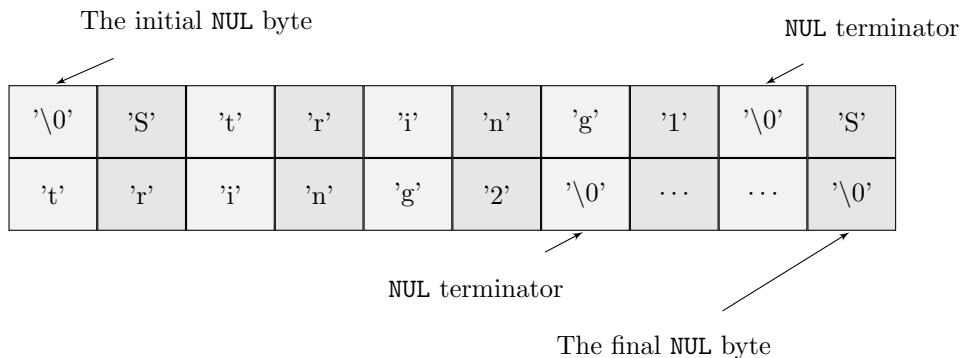 The initial NUL byte
NUL terminator
'\0' 'S' 't' 'r' 'i' 'n' 'g' '1' '\0' 'S'
't' 'r' 'i' 'n' 'g' '2' '\0' ... ... '\0'
NUL terminator
The final NUL byte